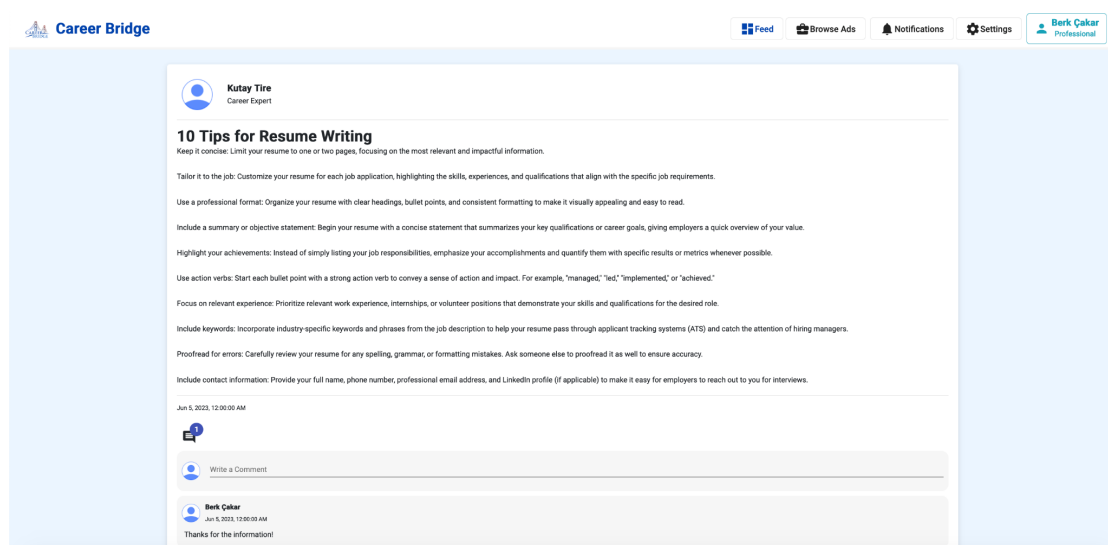 CAREER BRIDGE
Career Bridge
Feed
Browse Ads
Notifications
Settings
Berk Çakar
Professional
Kutay Tire
Career Expert
10 Tips for Resume Writing
Keep it concise: Limit your resume to one or two pages, focusing on the most relevant and impactful information.
Tailor it to the job: Customize your resume for each job application, highlighting the skills, experiences, and qualifications that align with the specific job requirements.
Use a professional format: Organize your resume with clear headings, bullet points, and consistent formatting to make it visually appealing and easy to read.
Include a summary or objective statement: Begin your resume with a concise statement that summarizes your key qualifications or career goals, giving employers a quick overview of your value.
Highlight your achievements: Instead of simply listing your job responsibilities, emphasize your accomplishments and quantify them with specific results or metrics whenever possible.
Use action verbs: Start each bullet point with a strong action verb to convey a sense of action and impact. For example, "managed," "led," "implemented," or "achieved."
Focus on relevant experience: Prioritize relevant work experience, internships, or volunteer positions that demonstrate your skills and qualifications for the desired role.
Include keywords: Incorporate industry-specific keywords and phrases from the job description to help your resume pass through applicant tracking systems (ATS) and catch the attention of hiring managers.
Proofread for errors: Carefully review your resume for any spelling, grammar, or formatting mistakes. Ask someone else to proofread it as well to ensure accuracy.
Include contact information: Provide your full name, phone number, professional email address, and LinkedIn profile (if applicable) to make it easy for employers to reach out to you for interviews.
Jun 5, 2023, 12:00:00 AM
1
Write a Comment
Berk Çakar
Jun 5, 2023, 12:00:00 AM
Thanks for the information!